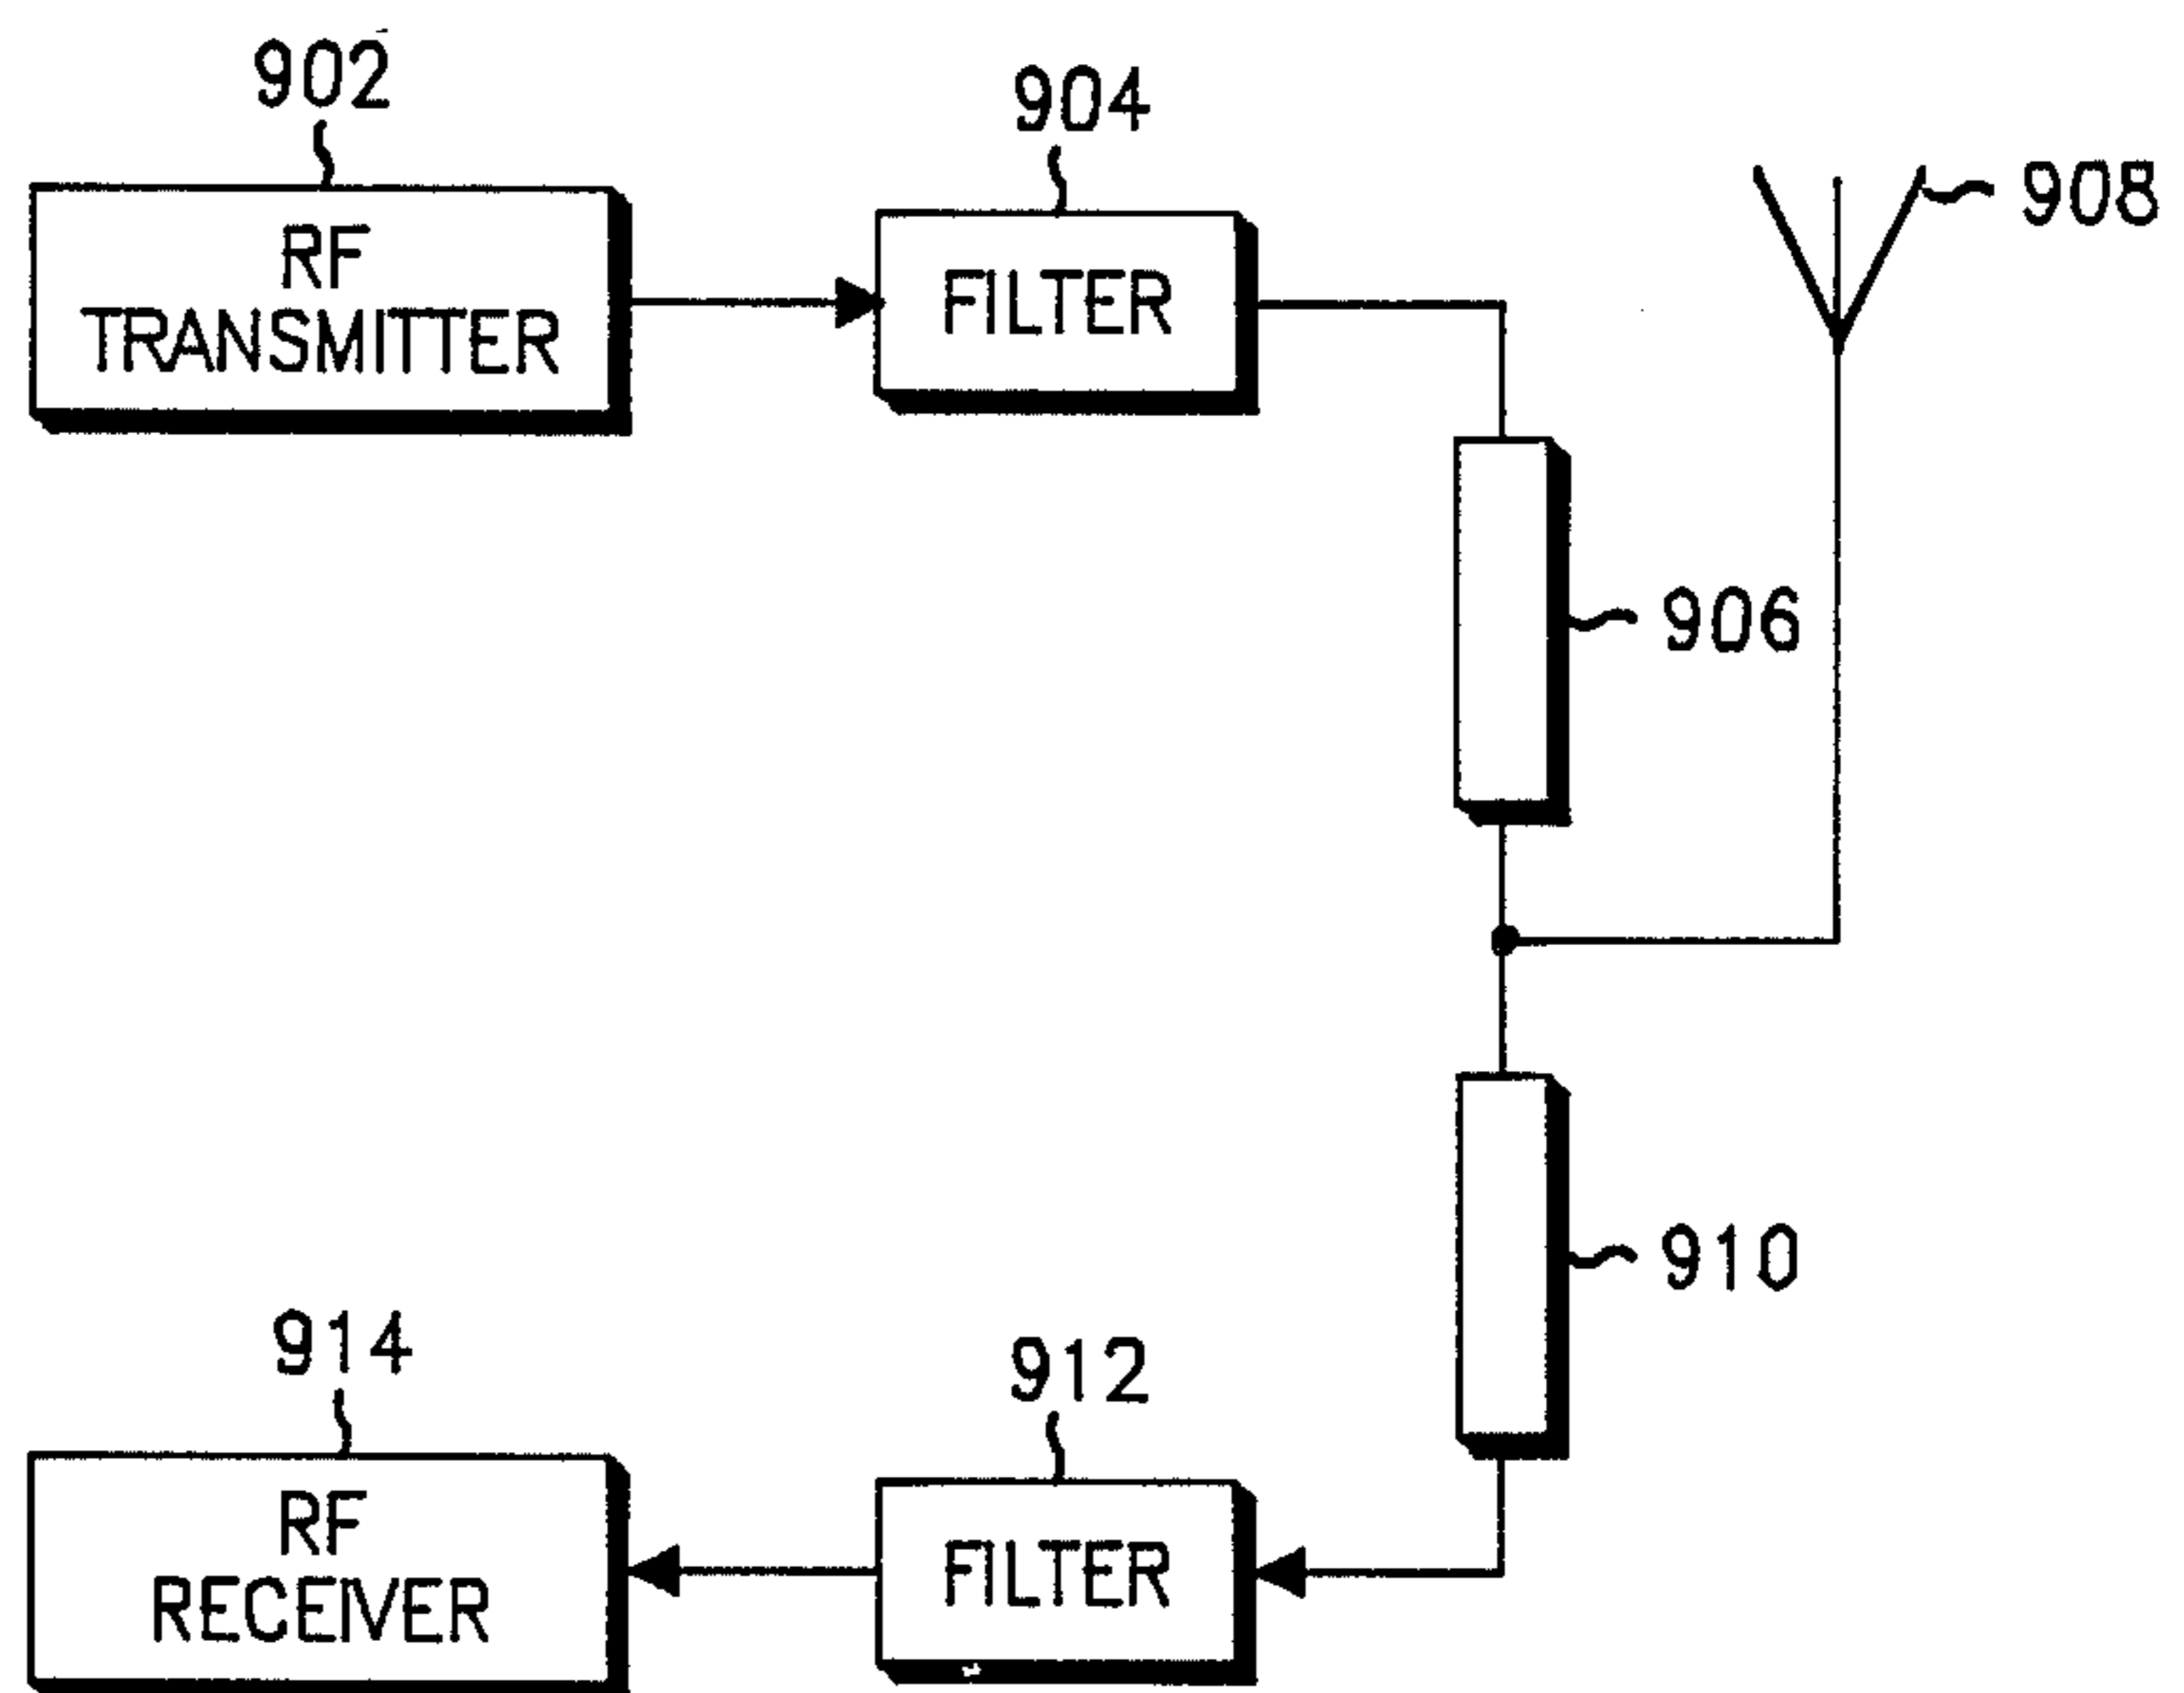 902
904
908
RF
TRANSMITTER
FILTER
906
910
914
912
RF
RECEIVER
FILTER